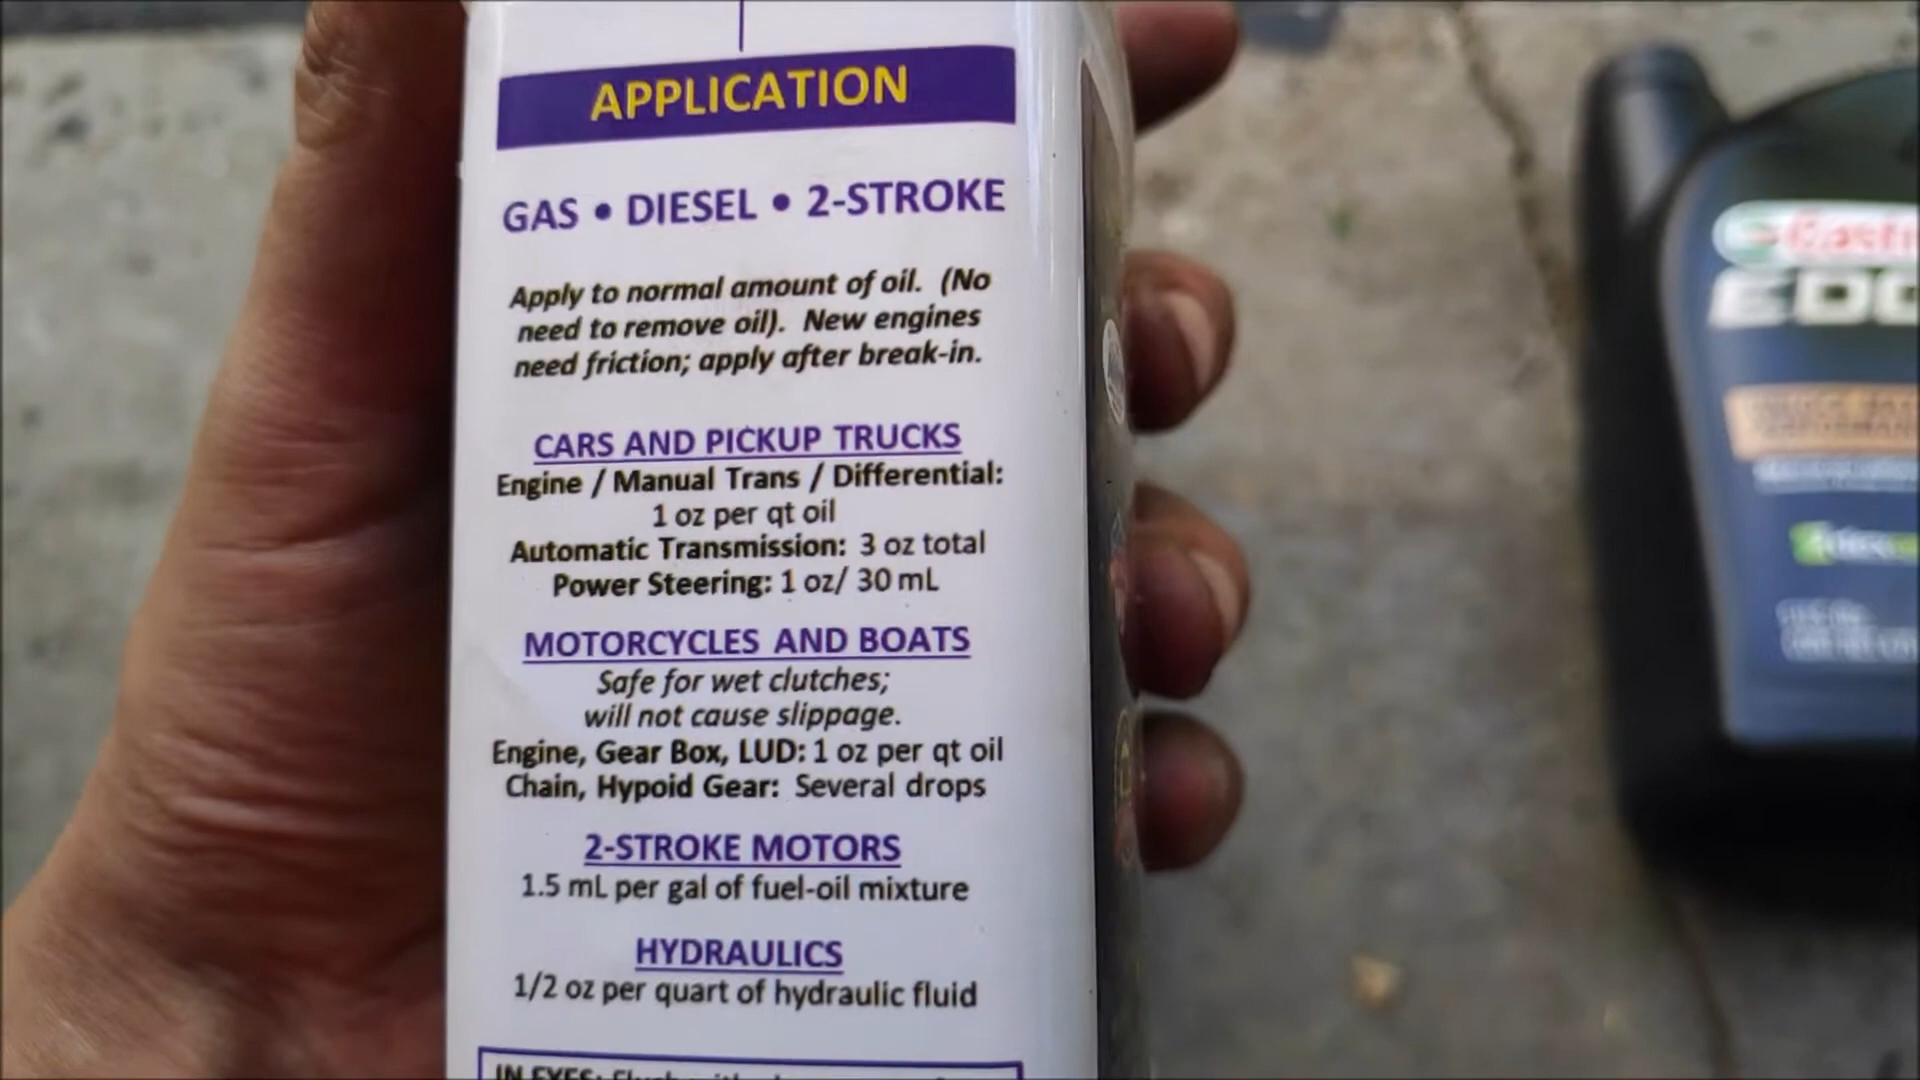 APPLICATION
GAS • DIESEL • 2-STROKE
Apply to normal amount of oil. (No
need to remove oil). New engines
need friction; apply after break-in.
CARS AND PICKUP TRUCKS
Engine / Manual Trans / Differential:
1 oz per qt oil
Automatic Transmission: 3 oz total
Power Steering: 1 oz/ 30 mL
MOTORCYCLES AND BOATS
Safe for wet clutches;
will not cause slippage.
Engine, Gear Box, LUD: 1 oz per qt oil
Chain, Hypoid Gear: Several drops
2-STROKE MOTORS
1.5 mL per gal of fuel-oil mixture
HYDRAULICS
1/2 oz per quart of hydraulic fluid
IN EYES:
Castr
EDG